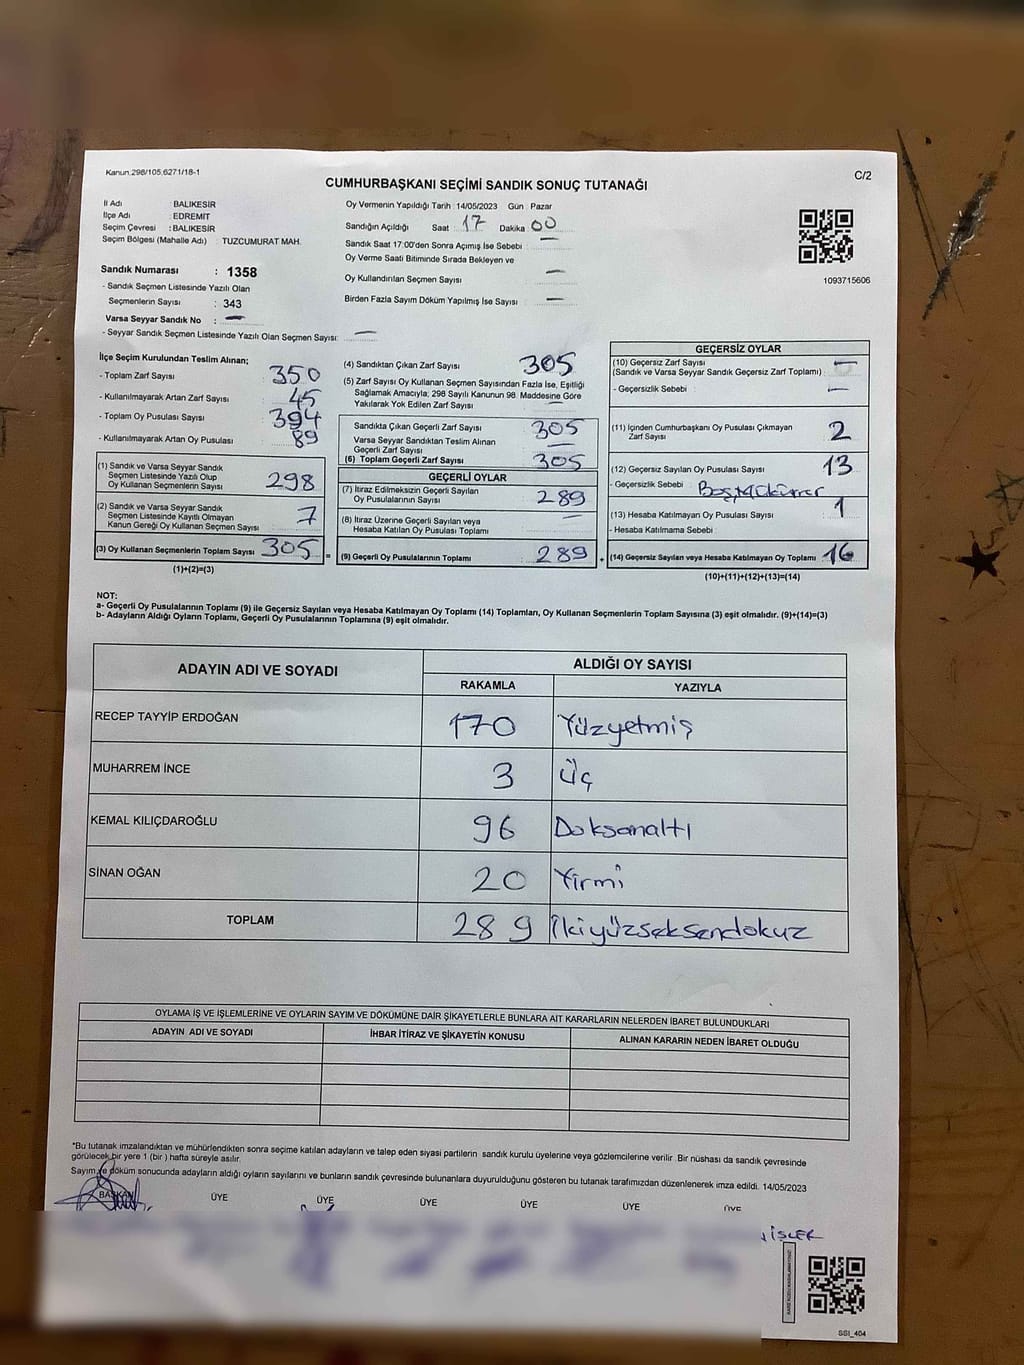 Kanun.298/105,6271/18-1
C/2
CUMHURBAŞKANI SEÇİMİ SANDIK SONUÇ TUTANAĞI
İl Adı : BALIKESİR
İlçe Adı : EDREMIT
Seçim Çevresi : BALIKESİR
Seçim Bölgesi (Mahalle Adı) : TUZCUMURAT MAH.
Oy Vermenin Yapıldığı Tarih : 14/05/2023 Gün : Pazar
Sandığın Açıldığı Saat : 17 Dakika : 00
Sandık Saat 17:00'den Sonra Açımış İse Sebebi : —
Oy Verme Saati Bitiminde Sırada Bekleyen ve
Oy Kullandırılan Seçmen Sayısı : —
Birden Fazla Sayım Döküm Yapılmış İse Sayısı : —
1093715606
Sandık Numarası : 1358
- Sandık Seçmen Listesinde Yazılı Olan
Seçmenlerin Sayısı : 343
Varsa Seyyar Sandık No : —
- Seyyar Sandık Seçmen Listesinde Yazılı Olan Seçmen Sayısı: —
İlçe Seçim Kurulundan Teslim Alınan;
- Toplam Zarf Sayısı : 350
- Kullanılmayarak Artan Zarf Sayısı : 45
- Toplam Oy Pusulası Sayısı : 394
- Kullanılmayarak Artan Oy Pusulası : 89
(1) Sandık ve Varsa Seyyar Sandık
Seçmen Listesinde Yazılı Olup
Oy Kullanan Seçmenlerin Sayısı : 298
(2) Sandık ve Varsa Seyyar Sandık
Seçmen Listesinde Kayıtlı Olmayan
Kanun Gereği Oy Kullanan Seçmen Sayısı : 7
(3) Oy Kullanan Seçmenlerin Toplam Sayısı : 305
(1)+(2)=(3)
(4) Sandıktan Çıkan Zarf Sayısı : 305
(5) Zarf Sayısı Oy Kullanan Seçmen Sayısından Fazla İse, Eşitliği
Sağlamak Amacıyla; 298 Sayılı Kanunun 98. Maddesine Göre
Yakılarak Yok Edilen Zarf Sayısı : —
Sandıkta Çıkan Geçerli Zarf Sayısı : 305
Varsa Seyyar Sandıktan Teslim Alınan
Geçerli Zarf Sayısı : —
(6) Toplam Geçerli Zarf Sayısı : 305
GEÇERLİ OYLAR
(7) İtiraz Edilmeksizin Geçerli Sayılan
Oy Pusulalarının Sayısı : 289
(8) İtiraz Üzerine Geçerli Sayılan veya
Hesaba Katılan Oy Pusulaları Toplamı : —
(9) Geçerli Oy Pusulalarının Toplamı : 289
GEÇERSİZ OYLAR
(10) Geçersiz Zarf Sayısı
(Sandık ve Varsa Seyyar Sandık Geçersiz Zarf Toplamı) :
- Geçersizlik Sebebi : —
(11) İçinden Cumhurbaşkanı Oy Pusulası Çıkmayan
Zarf Sayısı : 2
(12) Geçersiz Sayılan Oy Pusulası Sayısı : 13
- Geçersizlik Sebebi :
(13) Hesaba Katılmayan Oy Pusulası Sayısı : 1
- Hesaba Katılmama Sebebi :
(14) Geçersiz Sayılan veya Hesaba Katılmayan Oy Toplamı : 16
(10)+(11)+(12)+(13)=(14)
NOT:
a- Geçerli Oy Pusulalarının Toplamı (9) ile Geçersiz Sayılan veya Hesaba Katılmayan Oy Toplamı (14) Toplamları, Oy Kullanan Seçmenlerin Toplam Sayısına (3) eşit olmalıdır. (9)+(14)=(3)
b- Adayların Aldığı Oyların Toplamı, Geçerli Oy Pusulalarının Toplamına (9) eşit olmalıdır.
ADAYIN ADI VE SOYADI ALDIĞI OY SAYISI
RAKAMLA YAZIYLA
RECEP TAYYİP ERDOĞAN 170 Yüzyetmiş
MUHARREM İNCE 3 Üç
KEMAL KILIÇDAROĞLU 96 Doksanaltı
SİNAN OĞAN 20 Yirmi
TOPLAM 289 İkiyüzseksendokuz
OYLAMA İŞ VE İŞLEMLERİNE VE OYLARIN SAYIM VE DÖKÜMÜNE DAİR ŞİKAYETLERLE BUNLARA AİT KARARLARIN NELERDEN İBARET BULUNDUKLARI
ADAYIN ADI VE SOYADI İHBAR İTİRAZ VE ŞİKAYETİN KONUSU ALINAN KARARIN NEDEN İBARET OLDUĞU
"Bu tutanak imzalandıktan ve mühürlendikten sonra seçime katılan adayların ve talep eden siyasi partilerin sandık kurulu üyelerine veya gözlemcilerine verilir. Bir nüshası da sandık çevresinde
görülecek bir yere 1 (bir ) hafta süreyle asılır.
Sayım ve döküm sonucunda adayların aldığı oyların sayılarını ve bunların sandık çevresinde bulunanlara duyurulduğunu gösteren bu tutanak tarafımızdan düzenlenerek imza edildi. 14/05/2023
BAŞKAN ÜYE ÜYE ÜYE ÜYE ÜYE ÜYE
İŞLER
SSI_404